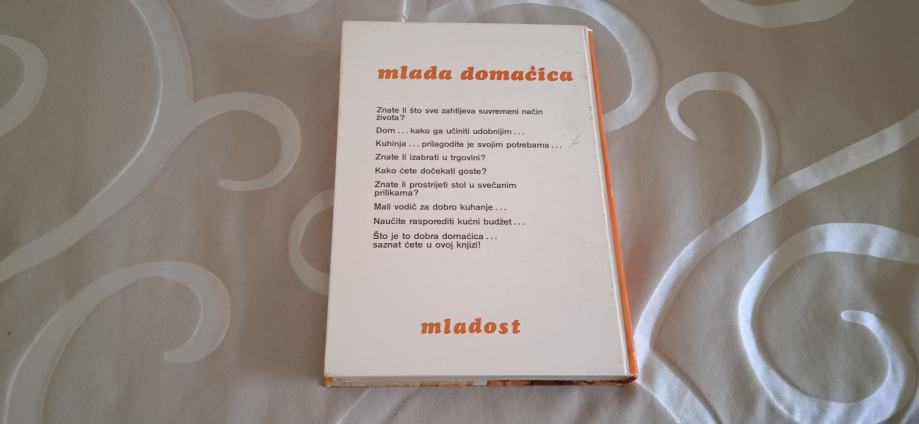 mlada domaćica
Znate li što sve zahtijeva suvremeni način
života?
Dom ... kako ga učiniti udobnijim ...
Kuhinja ... prilagodite je svojim potrebama ...
Znate li izabrati u trgovini?
Kako ćete dočekati goste?
Znate li prostrijeti stol u svečanim
prilikama?
Mali vodič za dobro kuhanje ...
Naučite rasporediti kućni budžet ...
Što je to dobra domaćica ...
saznat ćete u ovoj knjizi!
mladost